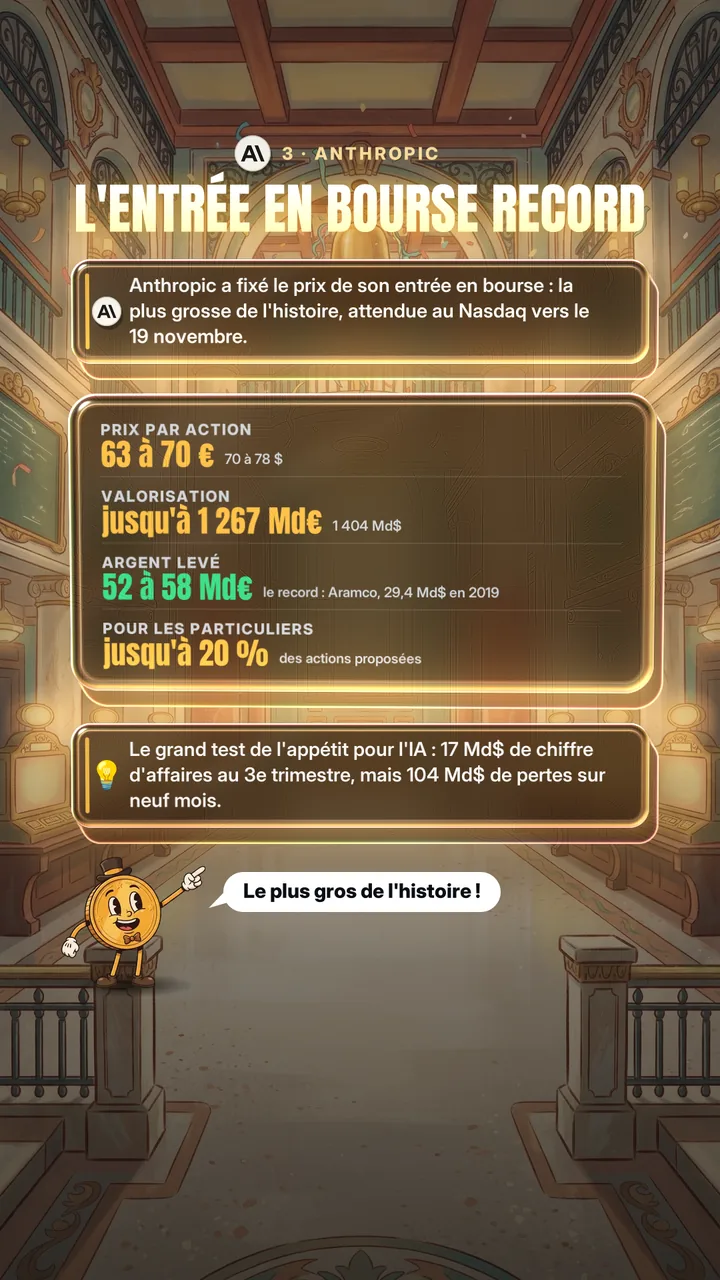 A\ 3 · ANTHROPIC
L'ENTRÉE EN BOURSE RECORD
A\
Anthropic a fixé le prix de son entrée en bourse : la
plus grosse de l'histoire, attendue au Nasdaq vers le
19 novembre.
PRIX PAR ACTION
63 à 70 € 70 à 78 $
VALORISATION
jusqu'à 1 267 Md€ 1 404 Md$
ARGENT LEVÉ
52 à 58 Md€ le record : Aramco, 29,4 Md$ en 2019
POUR LES PARTICULIERS
jusqu'à 20 % des actions proposées
Le grand test de l'appétit pour l'IA : 17 Md$ de chiffre
d'affaires au 3e trimestre, mais 104 Md$ de pertes sur
neuf mois.
Le plus gros de l'histoire !